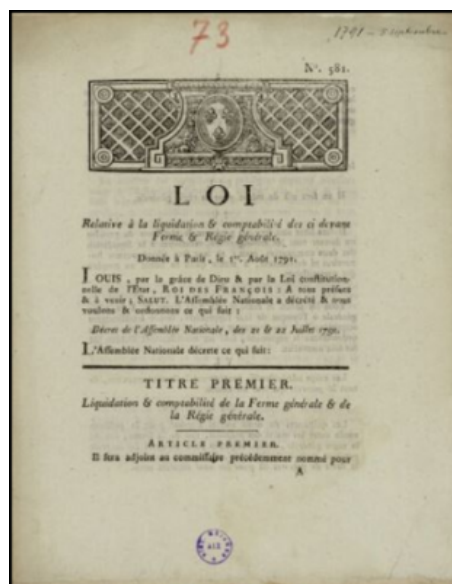 73
1791 – Septembre
N°. 581.
LOI
Relative à la liquidation & comptabilité des ci devant
Ferme & Régie générale.
Donnée à Paris, le 1er. Août 1791.
LOUIS, par la grâce de Dieu & par la Loi constitution-
nelle de l'État, ROI DES FRANÇOIS : A tous présens
& à venir ; SALUT. L'Assemblée Nationale a décrété & nous
voulons & ordonnons ce qui suit :
Décret de l'Assemblée Nationale, des 21 & 22 Juillet 1791.
L'Assemblée Nationale décrete ce qui suit:
TITRE PREMIER.
Liquidation & comptabilité de la Ferme générale & de
la Régie générale.
ARTICLE PREMIER.
Il sera adjoint au commissaire précédemment nommé pour
A